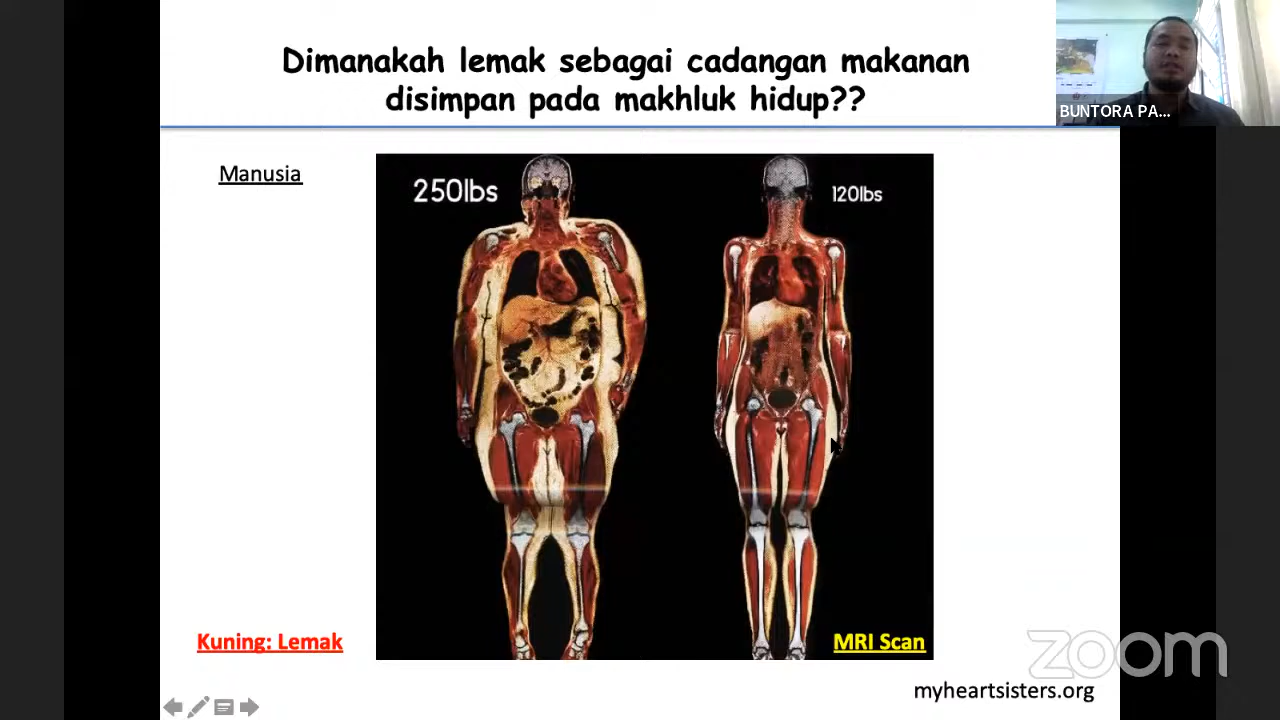 Dimanakah lemak sebagai cadangan makanan
disimpan pada makhluk hidup??
BUNTORA PA...
Manusia
250lbs
120lbs
Kuning: Lemak
MRI Scan
zoom
myheartsisters.org